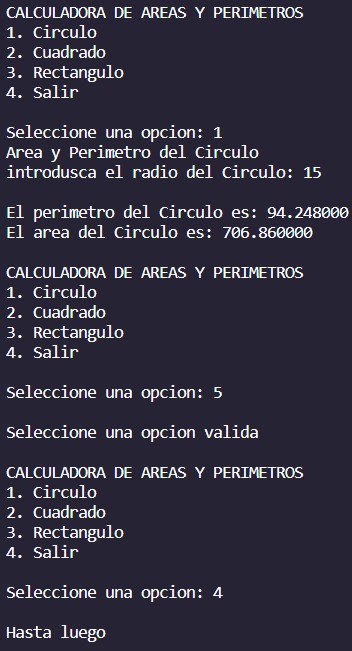 CALCULADORA DE AREAS Y PERIMETROS
1. Circulo
2. Cuadrado
3. Rectangulo
4. Salir
Seleccione una opcion: 1
Area y Perimetro del Circulo
introdusca el radio del Circulo: 15
El perimetro del Circulo es: 94.248000
El area del Circulo es: 706.860000
CALCULADORA DE AREAS Y PERIMETROS
1. Circulo
2. Cuadrado
3. Rectangulo
4. Salir
Seleccione una opcion: 5
Seleccione una opcion valida
CALCULADORA DE AREAS Y PERIMETROS
1. Circulo
2. Cuadrado
3. Rectangulo
4. Salir
Seleccione una opcion: 4
Hasta luego